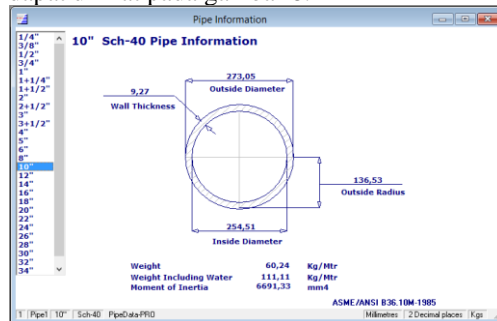 Pipe Information
1/4"
3/8"
1/2"
3/4"
1"
1+1/4"
1+1/2"
2"
2+1/2"
3"
3+1/2"
4"
5"
6"
8"
10"
12"
14"
16"
18"
20"
22"
24"
26"
28"
30"
32"
34"
10" Sch-40 Pipe Information
273,05
Outside Diameter
9,27
Wall Thickness
136,53
Outside Radius
254,51
Inside Diameter
Weight 60,24 Kg/Mtr
Weight Including Water 111,11 Kg/Mtr
Moment of Inertia 6691,33 mm4
ASME/ANSI B36.10M-1985
1 Pipe1 10" Sch-40 PipeData-PRO Millimetres 2 Decimal places Kgs